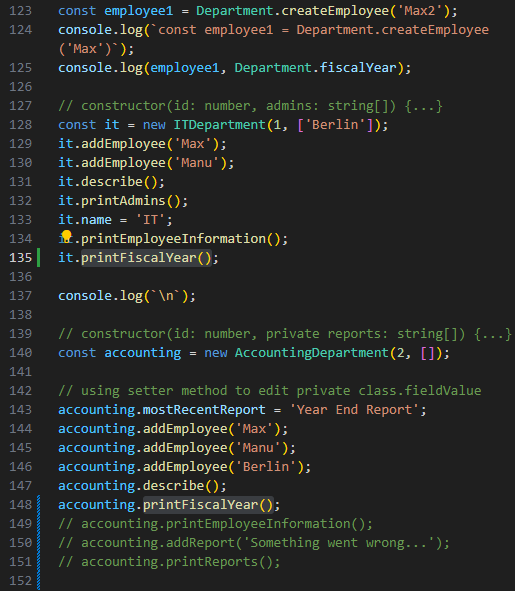 123 const employee1 = Department.createEmployee('Max2');
124 console.log(`const employee1 = Department.createEmployee
('Max')`);
125 console.log(employee1, Department.fiscalYear);
126
127 // constructor(id: number, admins: string[]) {...}
128 const it = new ITDepartment(1, ['Berlin']);
129 it.addEmployee('Max');
130 it.addEmployee('Manu');
131 it.describe();
132 it.printAdmins();
133 it.name = 'IT';
134 it.printEmployeeInformation();
135 it.printFiscalYear();
136
137 console.log(`\n`);
138
139 // constructor(id: number, private reports: string[]) {...}
140 const accounting = new AccountingDepartment(2, []);
141
142 // using setter method to edit private class.fieldValue
143 accounting.mostRecentReport = 'Year End Report';
144 accounting.addEmployee('Max');
145 accounting.addEmployee('Manu');
146 accounting.addEmployee('Berlin');
147 accounting.describe();
148 accounting.printFiscalYear();
149 // accounting.printEmployeeInformation();
150 // accounting.addReport('Something went wrong...');
151 // accounting.printReports();
152